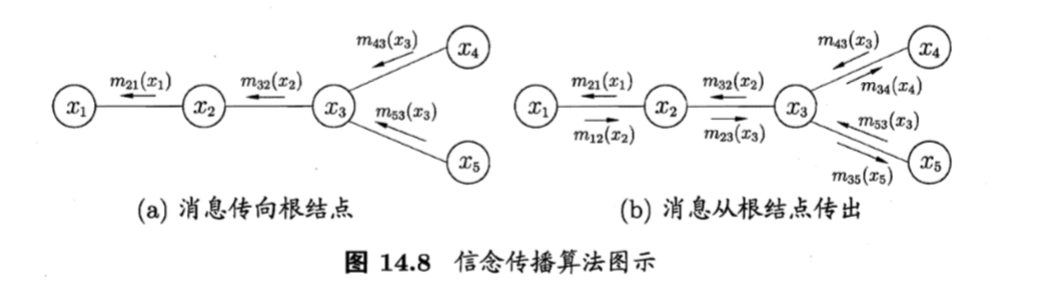 m₄₃(x₃)
x₄
m₂₁(x₁)
m₃₂(x₂)
x₁
x₂
x₃
m₅₃(x₃)
x₅
(a) 消息传向根结点
m₄₃(x₃)
x₄
m₃₄(x₄)
m₂₁(x₁)
m₃₂(x₂)
x₁
x₂
x₃
m₁₂(x₂)
m₂₃(x₃)
m₅₃(x₃)
x₅
m₃₅(x₅)
(b) 消息从根结点传出
图 14.8 信念传播算法图示